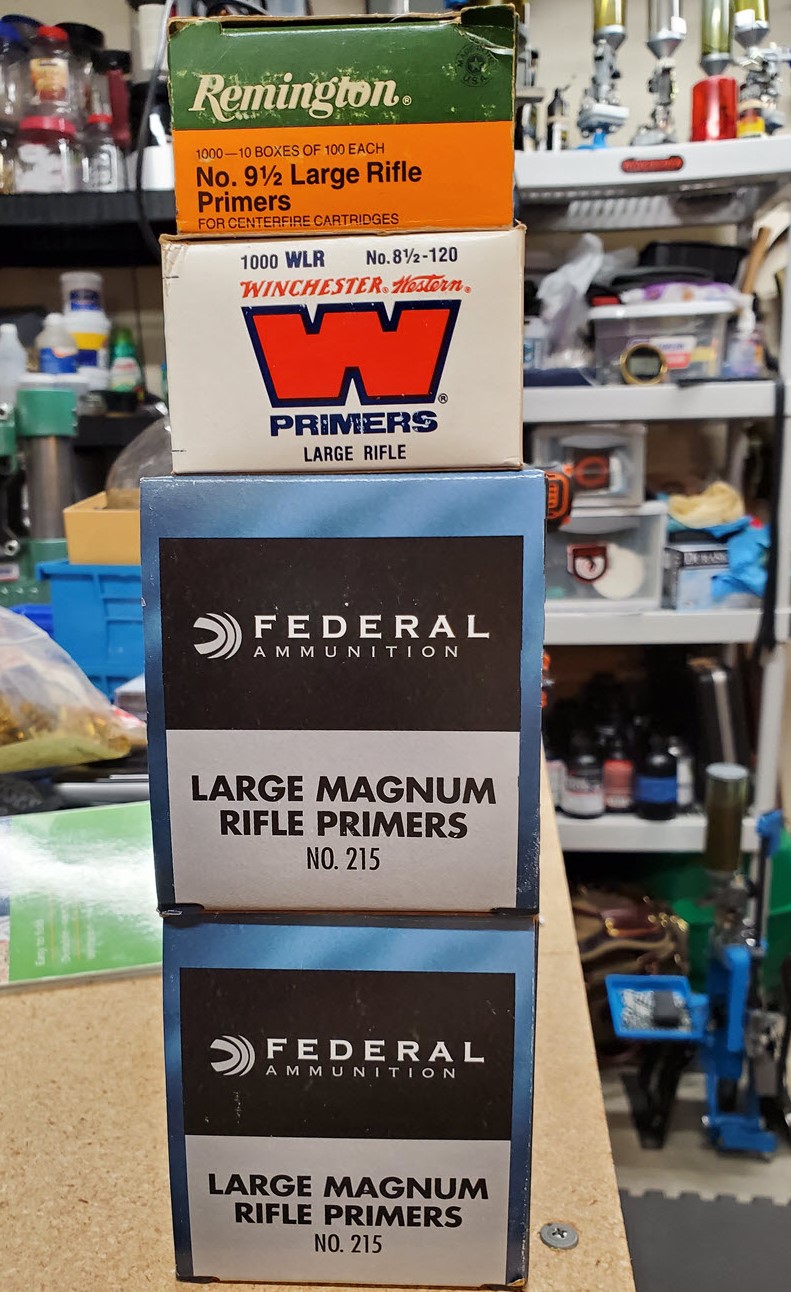 Remington®
1000—10 BOXES OF 100 EACH
No. 9½ Large Rifle
Primers
FOR CENTERFIRE CARTRIDGES
1000 WLR No. 8½-120
WINCHESTER® Western®
W®
PRIMERS
LARGE RIFLE
FEDERAL
AMMUNITION
LARGE MAGNUM
RIFLE PRIMERS
NO. 215
FEDERAL
AMMUNITION
LARGE MAGNUM
RIFLE PRIMERS
NO. 215